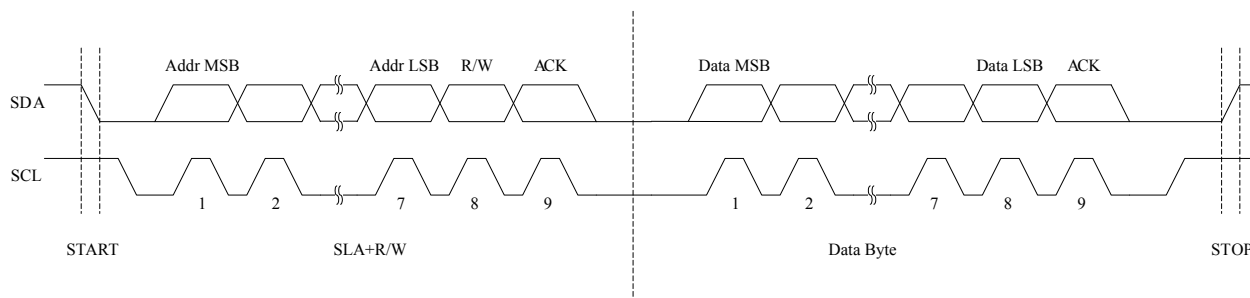 Addr MSB Addr LSB R/W ACK Data MSB Data LSB ACK
SDA
SCL
1 2 7 8 9 1 2 7 8 9
START SLA+R/W Data Byte STOP